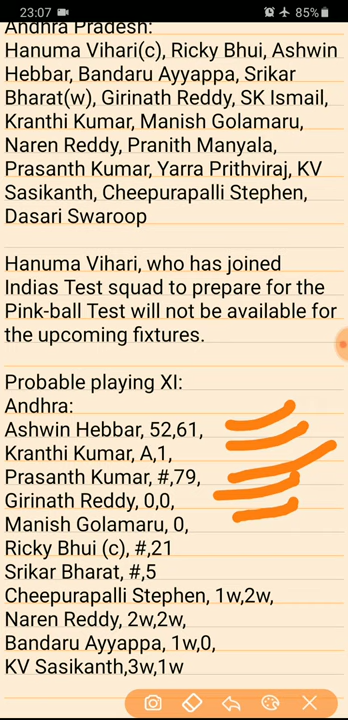 23:07
85%
Andhra Pradesh:
Hanuma Vihari(c), Ricky Bhui, Ashwin
Hebbar, Bandaru Ayyappa, Srikar
Bharat(w), Girinath Reddy, SK Ismail,
Kranthi Kumar, Manish Golamaru,
Naren Reddy, Pranith Manyala,
Prasanth Kumar, Yarra Prithviraj, KV
Sasikanth, Cheepurapalli Stephen,
Dasari Swaroop
Hanuma Vihari, who has joined
Indias Test squad to prepare for the
Pink-ball Test will not be available for
the upcoming fixtures.
Probable playing XI:
Andhra:
Ashwin Hebbar, 52,61,
Kranthi Kumar, A,1,
Prasanth Kumar, #,79,
Girinath Reddy, 0,0,
Manish Golamaru, 0,
Ricky Bhui (c), #,21
Srikar Bharat, #,5
Cheepurapalli Stephen, 1w,2w,
Naren Reddy, 2w,2w,
Bandaru Ayyappa, 1w,0,
KV Sasikanth,3w,1w